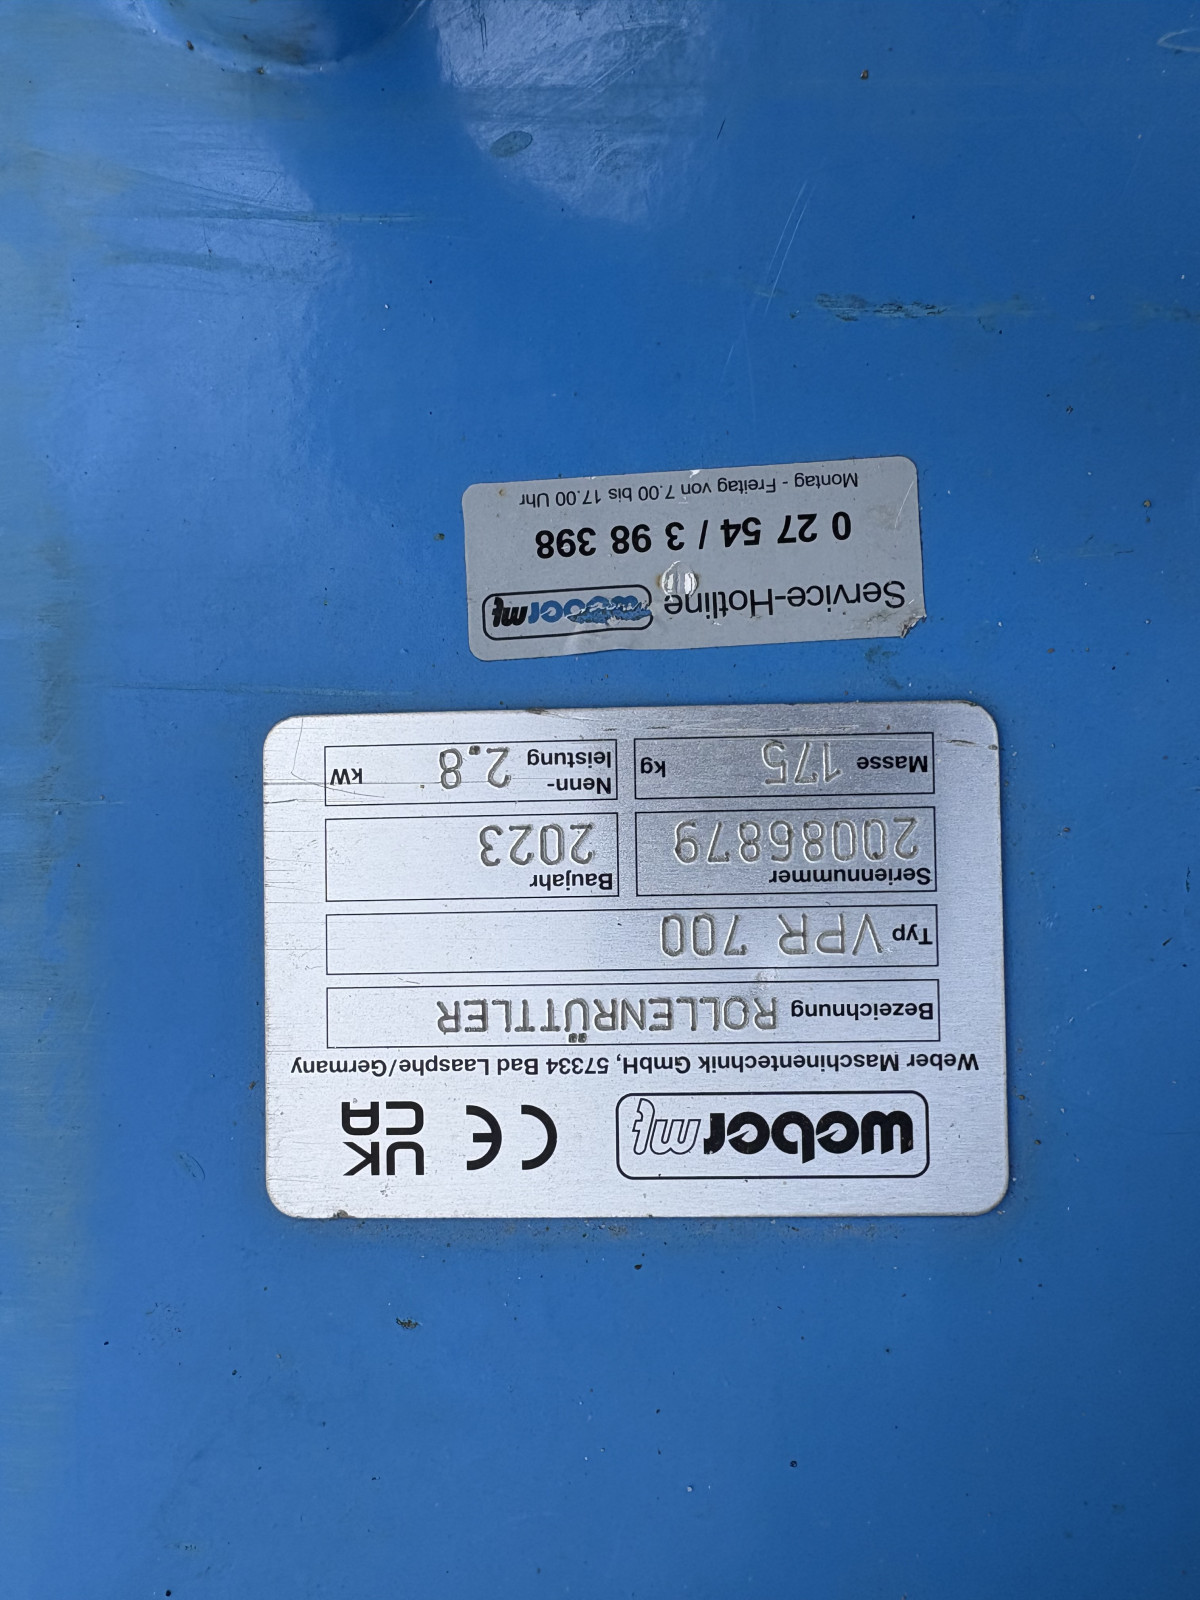 weber mt CE UK CA
Weber Maschinentechnik GmbH, 57334 Bad Laasphe/Germany
Bezeichnung ROLLENRÜTTLER
Typ VPR 700
Seriennummer 20086879
Baujahr 2023
Masse 175 kg
Nenn-
leistung 2.8 kW
Service-Hotline weber mt
0 27 54 / 3 98 398
Montag - Freitag von 7.00 bis 17.00 Uhr